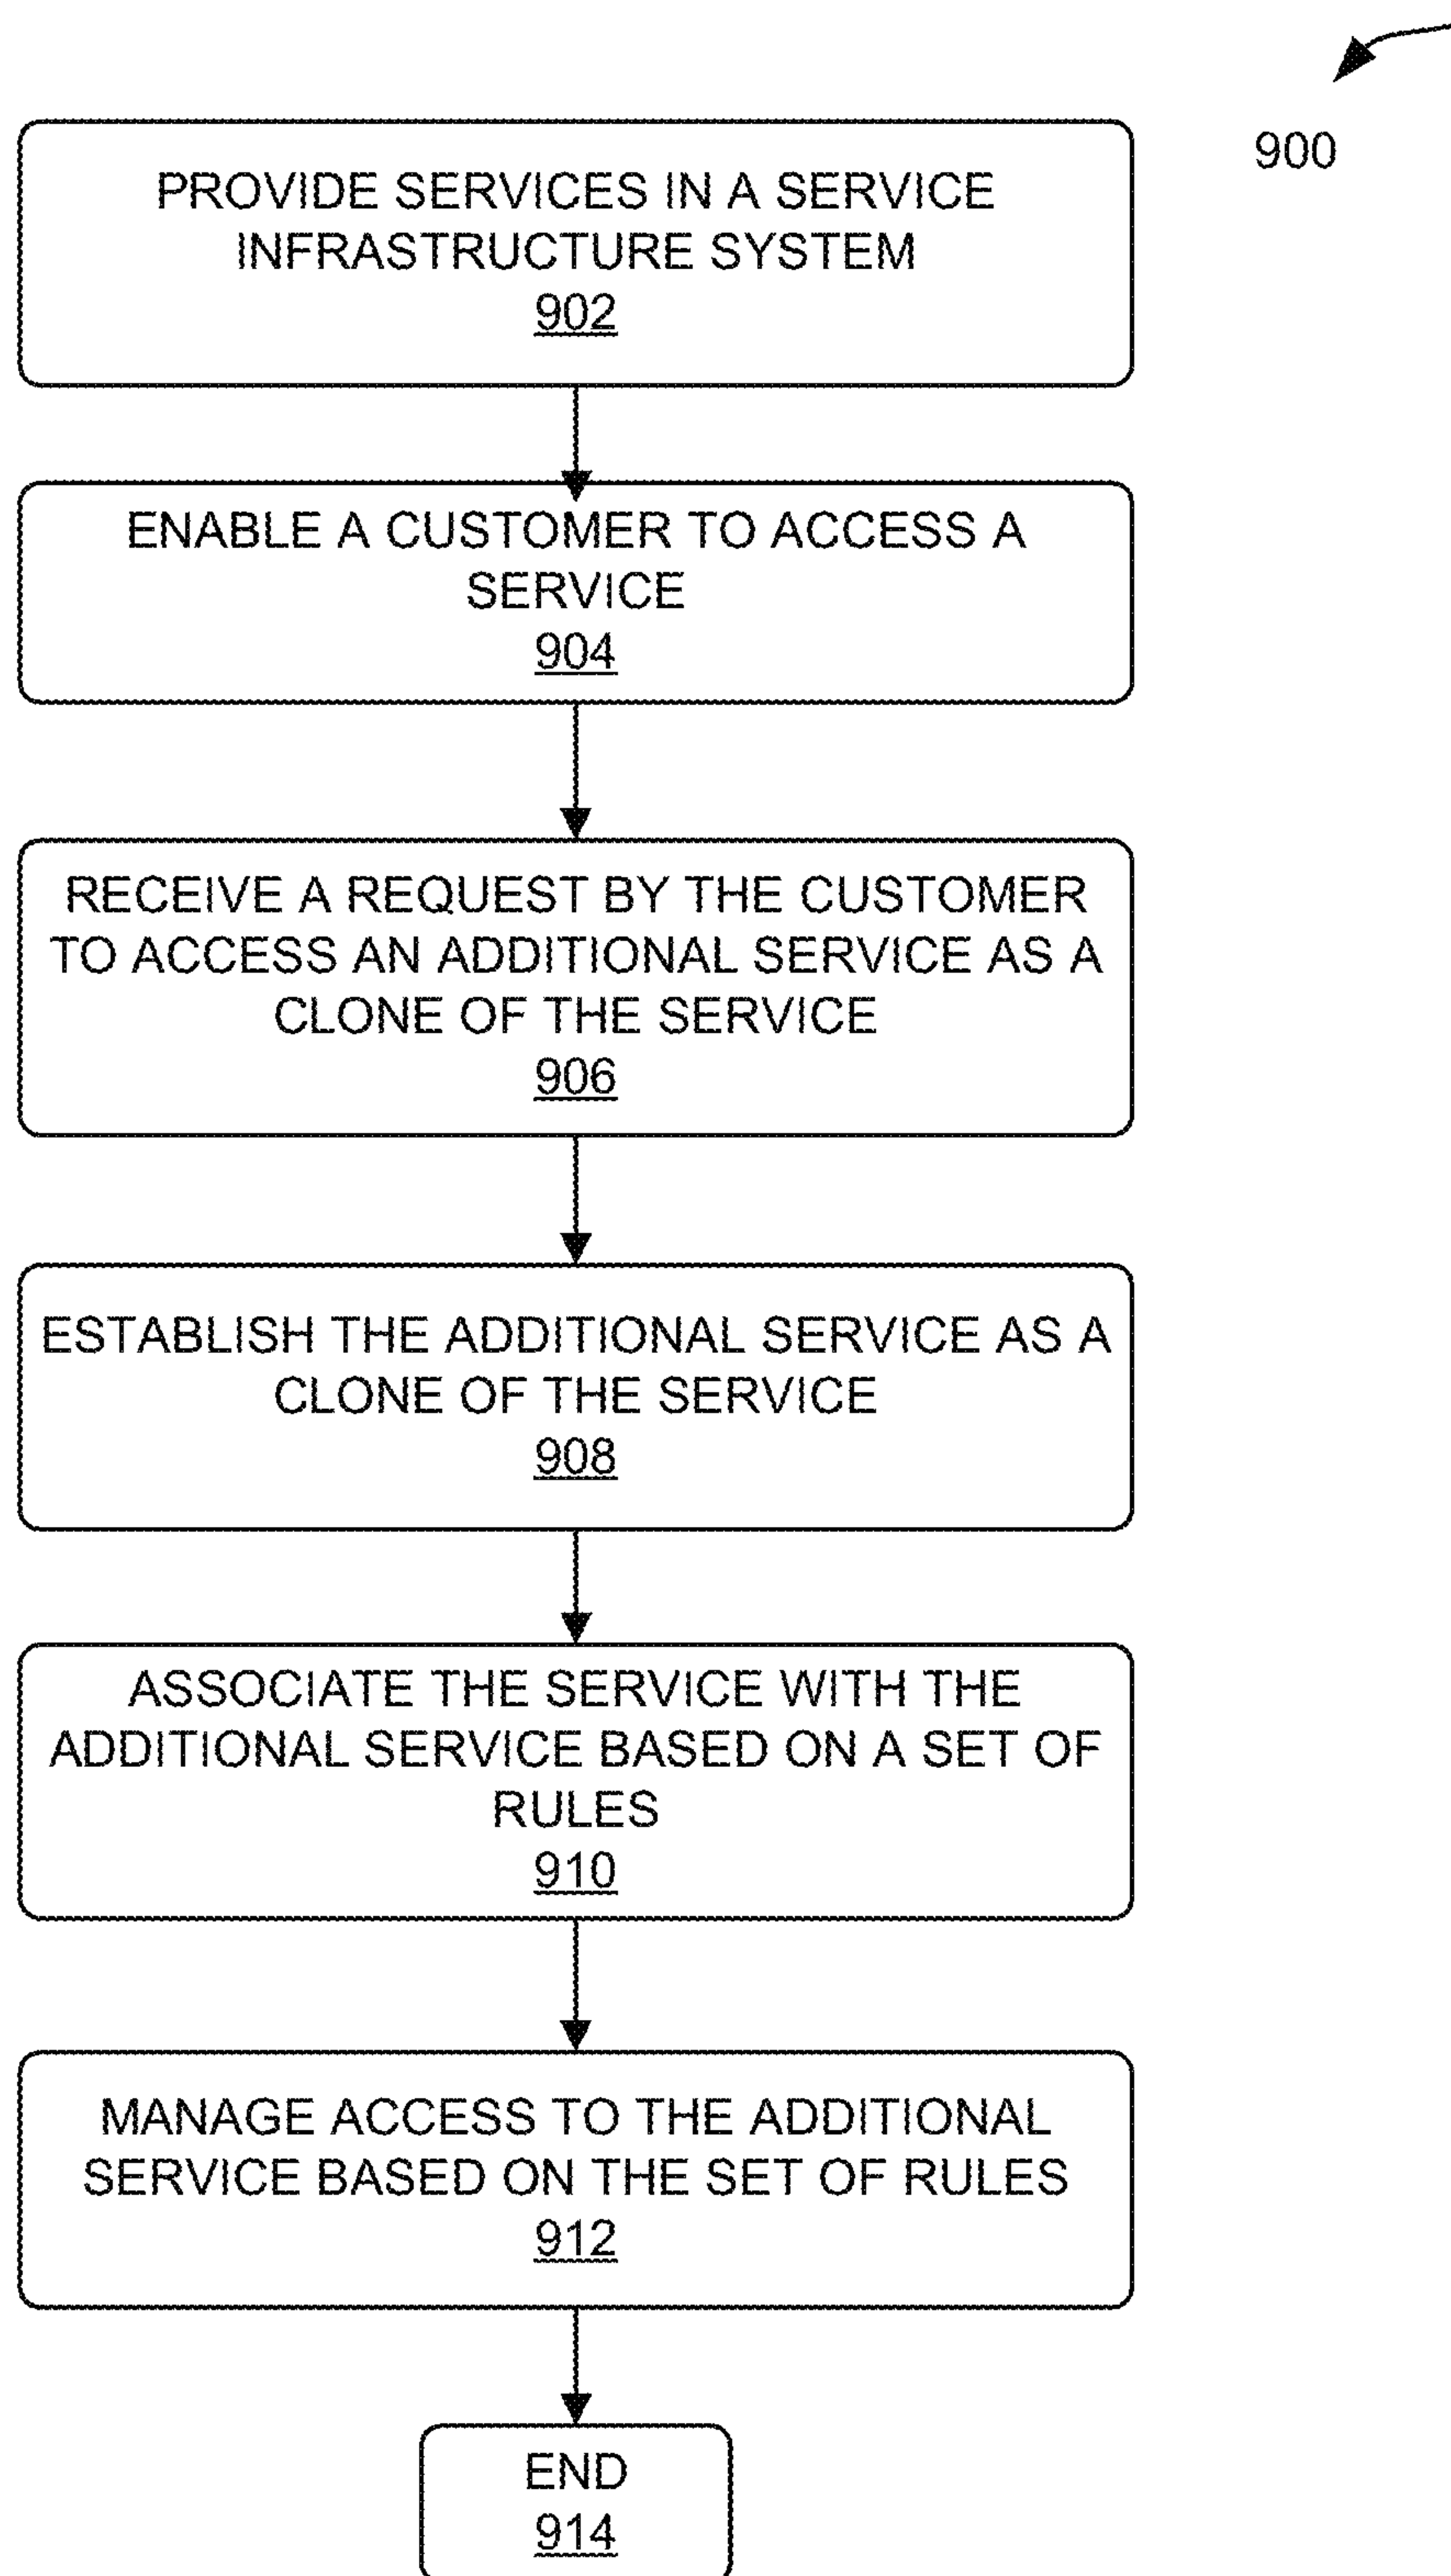 900
PROVIDE SERVICES IN A SERVICE
INFRASTRUCTURE SYSTEM
902
ENABLE A CUSTOMER TO ACCESS A
SERVICE
904
RECEIVE A REQUEST BY THE CUSTOMER
TO ACCESS AN ADDITIONAL SERVICE AS A
CLONE OF THE SERVICE
906
ESTABLISH THE ADDITIONAL SERVICE AS A
CLONE OF THE SERVICE
908
ASSOCIATE THE SERVICE WITH THE
ADDITIONAL SERVICE BASED ON A SET OF
RULES
910
MANAGE ACCESS TO THE ADDITIONAL
SERVICE BASED ON THE SET OF RULES
912
END
914